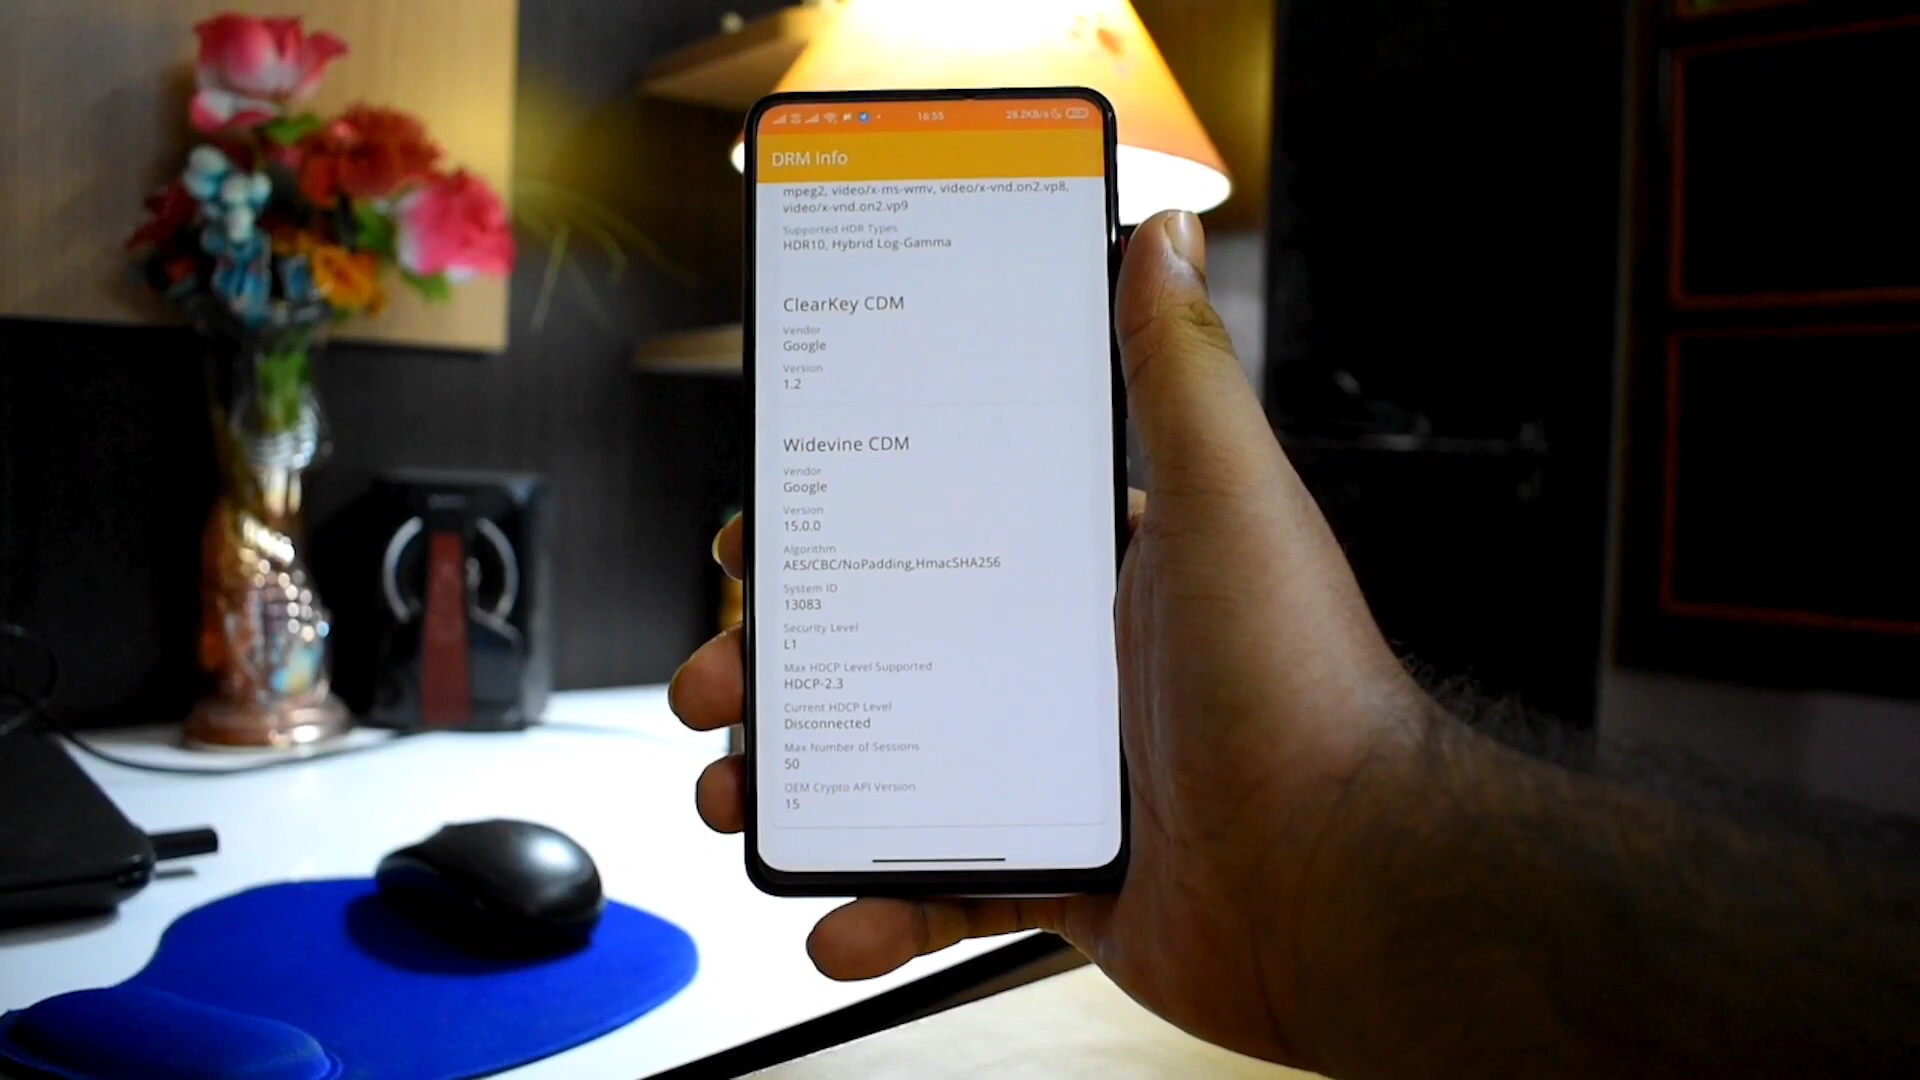 16:55
28.2KB/s
DRM Info
mpeg2, video/x-ms-wmv, video/x-vnd.on2.vp8,
video/x-vnd.on2.vp9
Supported HDR Types
HDR10, Hybrid Log-Gamma
ClearKey CDM
Vendor
Google
Version
1.2
Widevine CDM
Vendor
Google
Version
15.0.0
Algorithm
AES/CBC/NoPadding,HmacSHA256
System ID
13083
Security Level
L1
Max HDCP Level Supported
HDCP-2.3
Current HDCP Level
Disconnected
Max Number of Sessions
50
OEM Crypto API Version
15